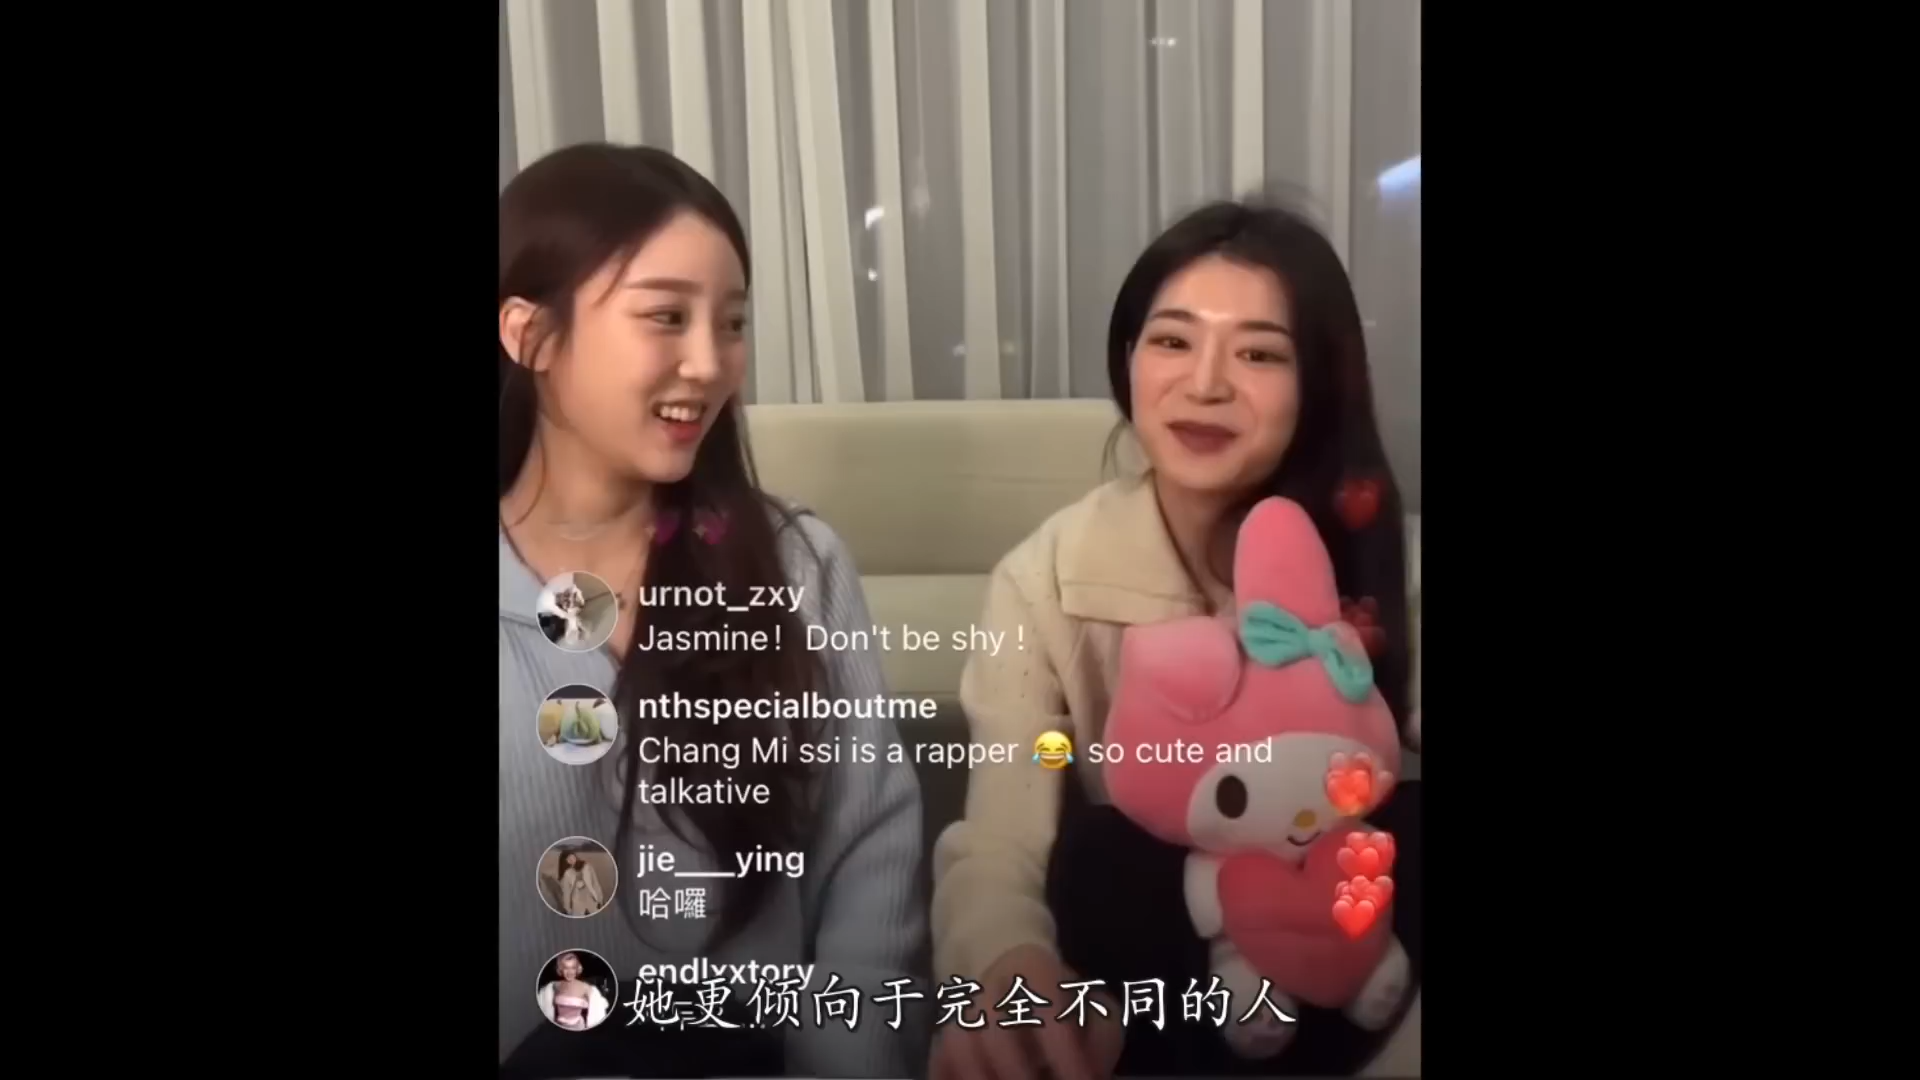 urnot_zxy
Jasmine！ Don't be shy !
nthspecialboutme
Chang Mi ssi is a rapper 😂 so cute and
talkative
jie____ying
哈囉
endlxxtory
她更倾向于完全不同的人